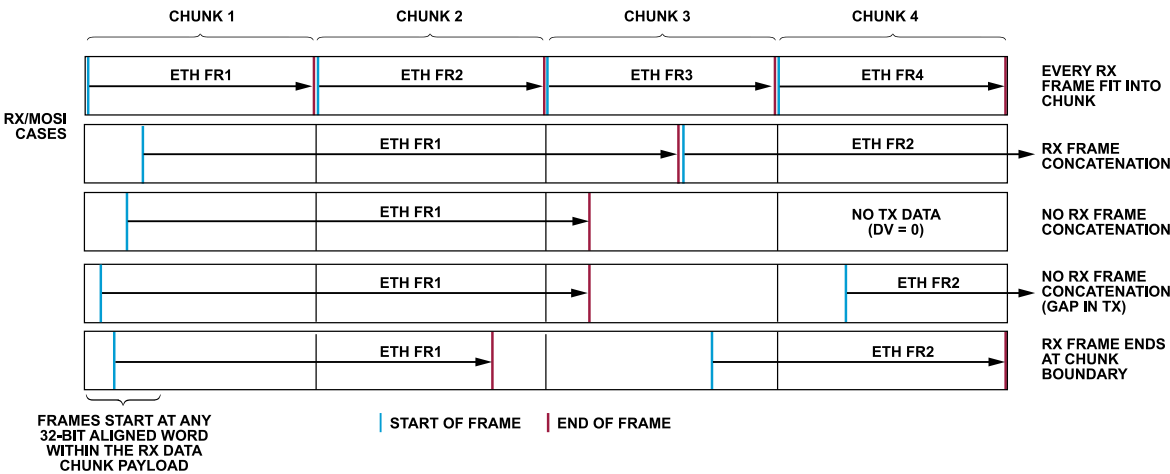 CHUNK 1
CHUNK 2
CHUNK 3
CHUNK 4
RX/MOSI
CASES
ETH FR1
ETH FR2
ETH FR3
ETH FR4
EVERY RX
FRAME FIT INTO
CHUNK
ETH FR1
ETH FR2
RX FRAME
CONCATENATION
ETH FR1
NO TX DATA
(DV = 0)
NO RX FRAME
CONCATENATION
ETH FR1
ETH FR2
NO RX FRAME
CONCATENATION
(GAP IN TX)
ETH FR1
ETH FR2
RX FRAME ENDS
AT CHUNK
BOUNDARY
FRAMES START AT ANY
32-BIT ALIGNED WORD
WITHIN THE RX DATA
CHUNK PAYLOAD
START OF FRAME
END OF FRAME